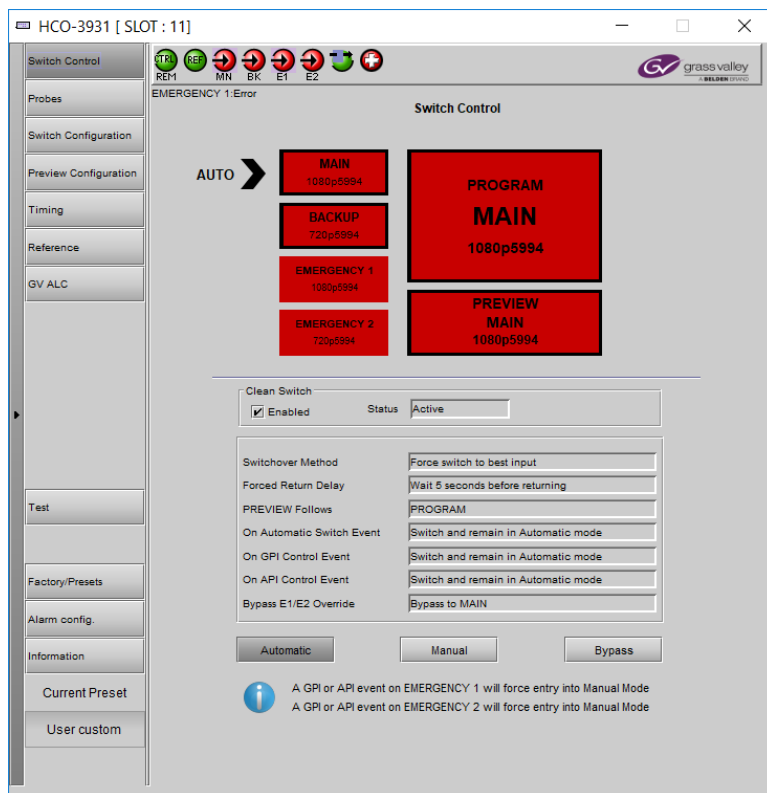 HCO-3931 [ SLOT : 11]
Switch Control
Probes
Switch Configuration
Preview Configuration
Timing
Reference
GV ALC
Test
Factory/Presets
Alarm config.
Information
Current Preset
User custom
CTRL REF
REM MN BK E1 E2
GV grass valley
A BELDEN BRAND
EMERGENCY 1:Error
Switch Control
AUTO
MAIN
1080p5994
BACKUP
720p5994
EMERGENCY 1
1080p5994
EMERGENCY 2
720p5994
PROGRAM
MAIN
1080p5994
PREVIEW
MAIN
1080p5994
Clean Switch
Enabled Status Active
Switchover Method Force switch to best input
Forced Return Delay Wait 5 seconds before returning
PREVIEW Follows PROGRAM
On Automatic Switch Event Switch and remain in Automatic mode
On GPI Control Event Switch and remain in Automatic mode
On API Control Event Switch and remain in Automatic mode
Bypass E1/E2 Override Bypass to MAIN
Automatic Manual Bypass
A GPI or API event on EMERGENCY 1 will force entry into Manual Mode
A GPI or API event on EMERGENCY 2 will force entry into Manual Mode